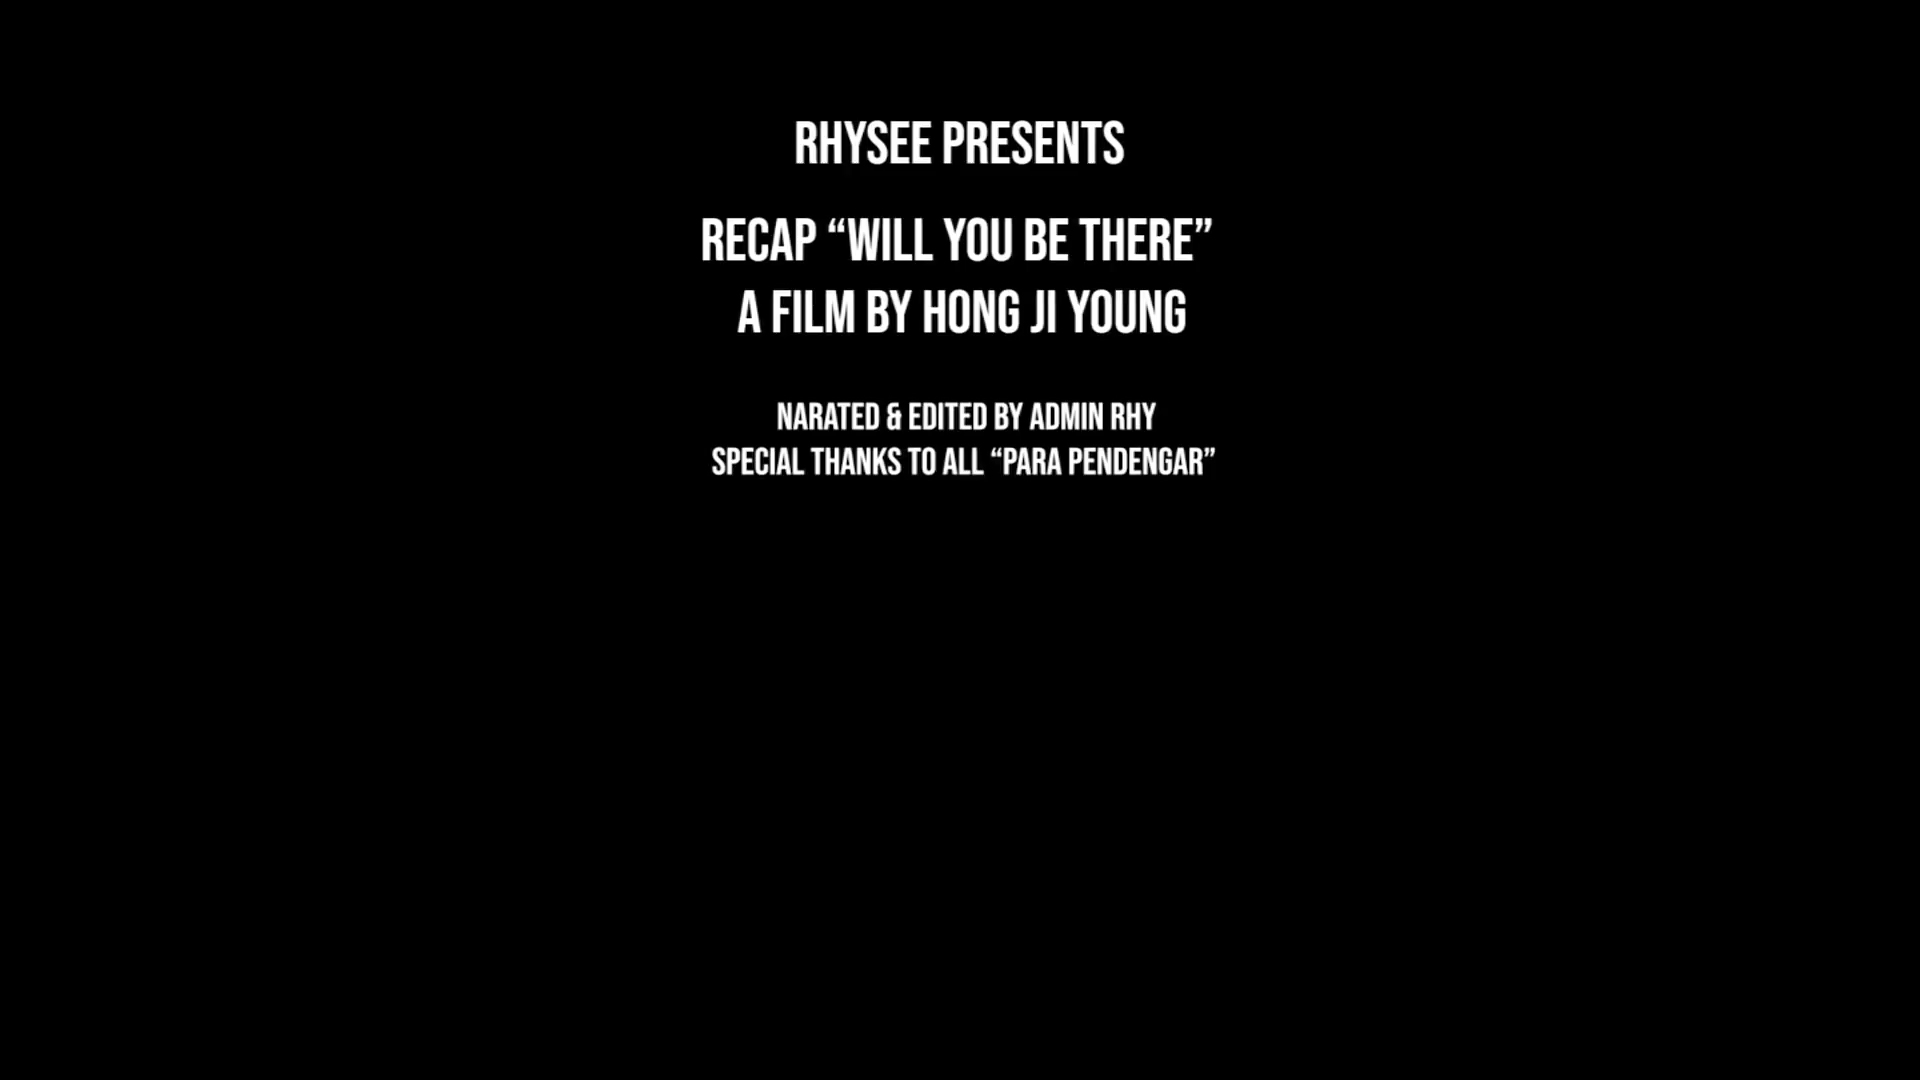 RHYSEE PRESENTS
RECAP “WILL YOU BE THERE”
A FILM BY HONG JI YOUNG
NARATED & EDITED BY ADMIN RHY
SPECIAL THANKS TO ALL “PARA PENDENGAR”